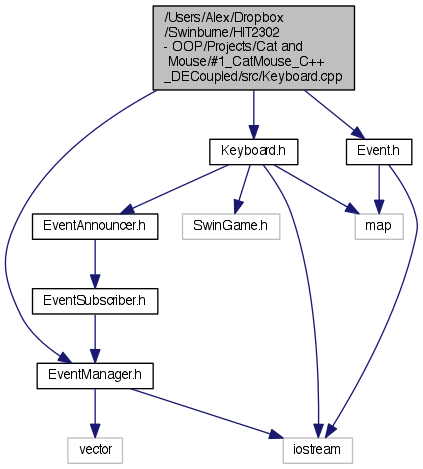 /Users/Alex/Dropbox
/Swinburne/HIT2302
- OOP/Projects/Cat and
Mouse/#1_CatMouse_C++
_DECoupled/src/Keyboard.cpp
Keyboard.h
Event.h
EventAnnouncer.h
SwinGame.h
map
EventSubscriber.h
EventManager.h
vector
iostream